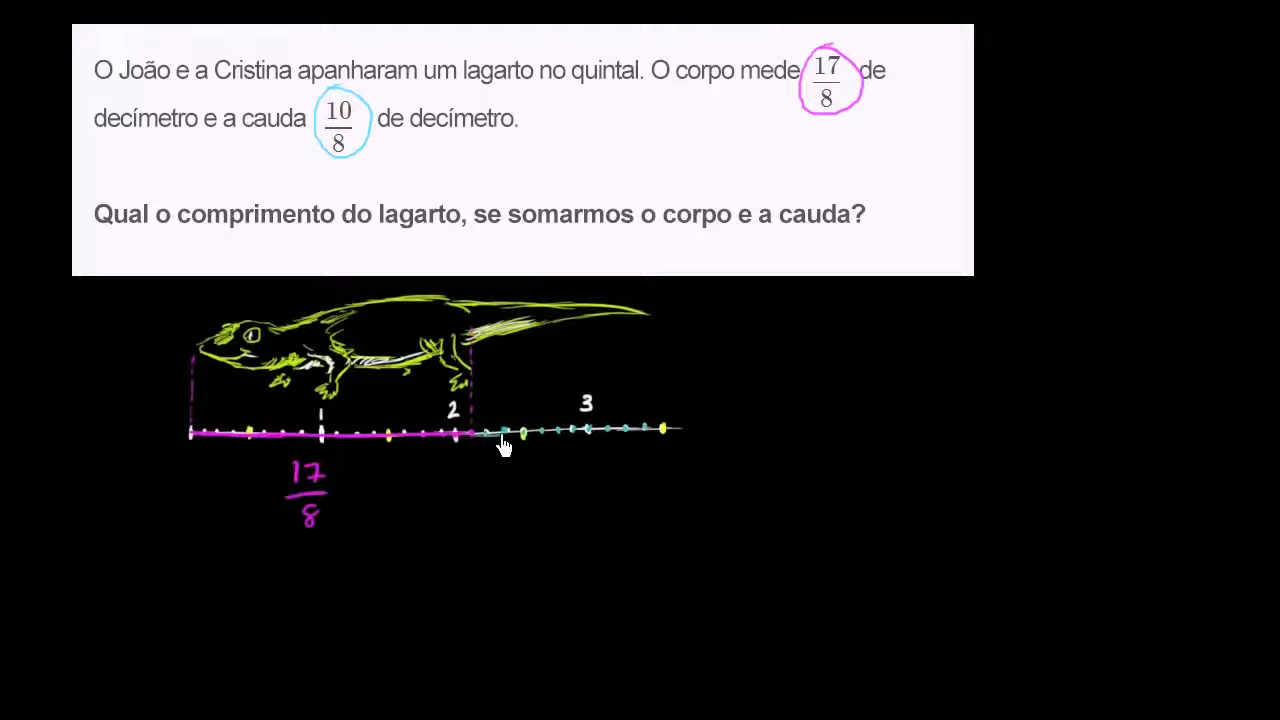 O João e a Cristina apanharam um lagarto no quintal. O corpo mede 17/8 de
decímetro e a cauda 10/8 de decímetro.
Qual o comprimento do lagarto, se somarmos o corpo e a cauda?
2 3
17/8